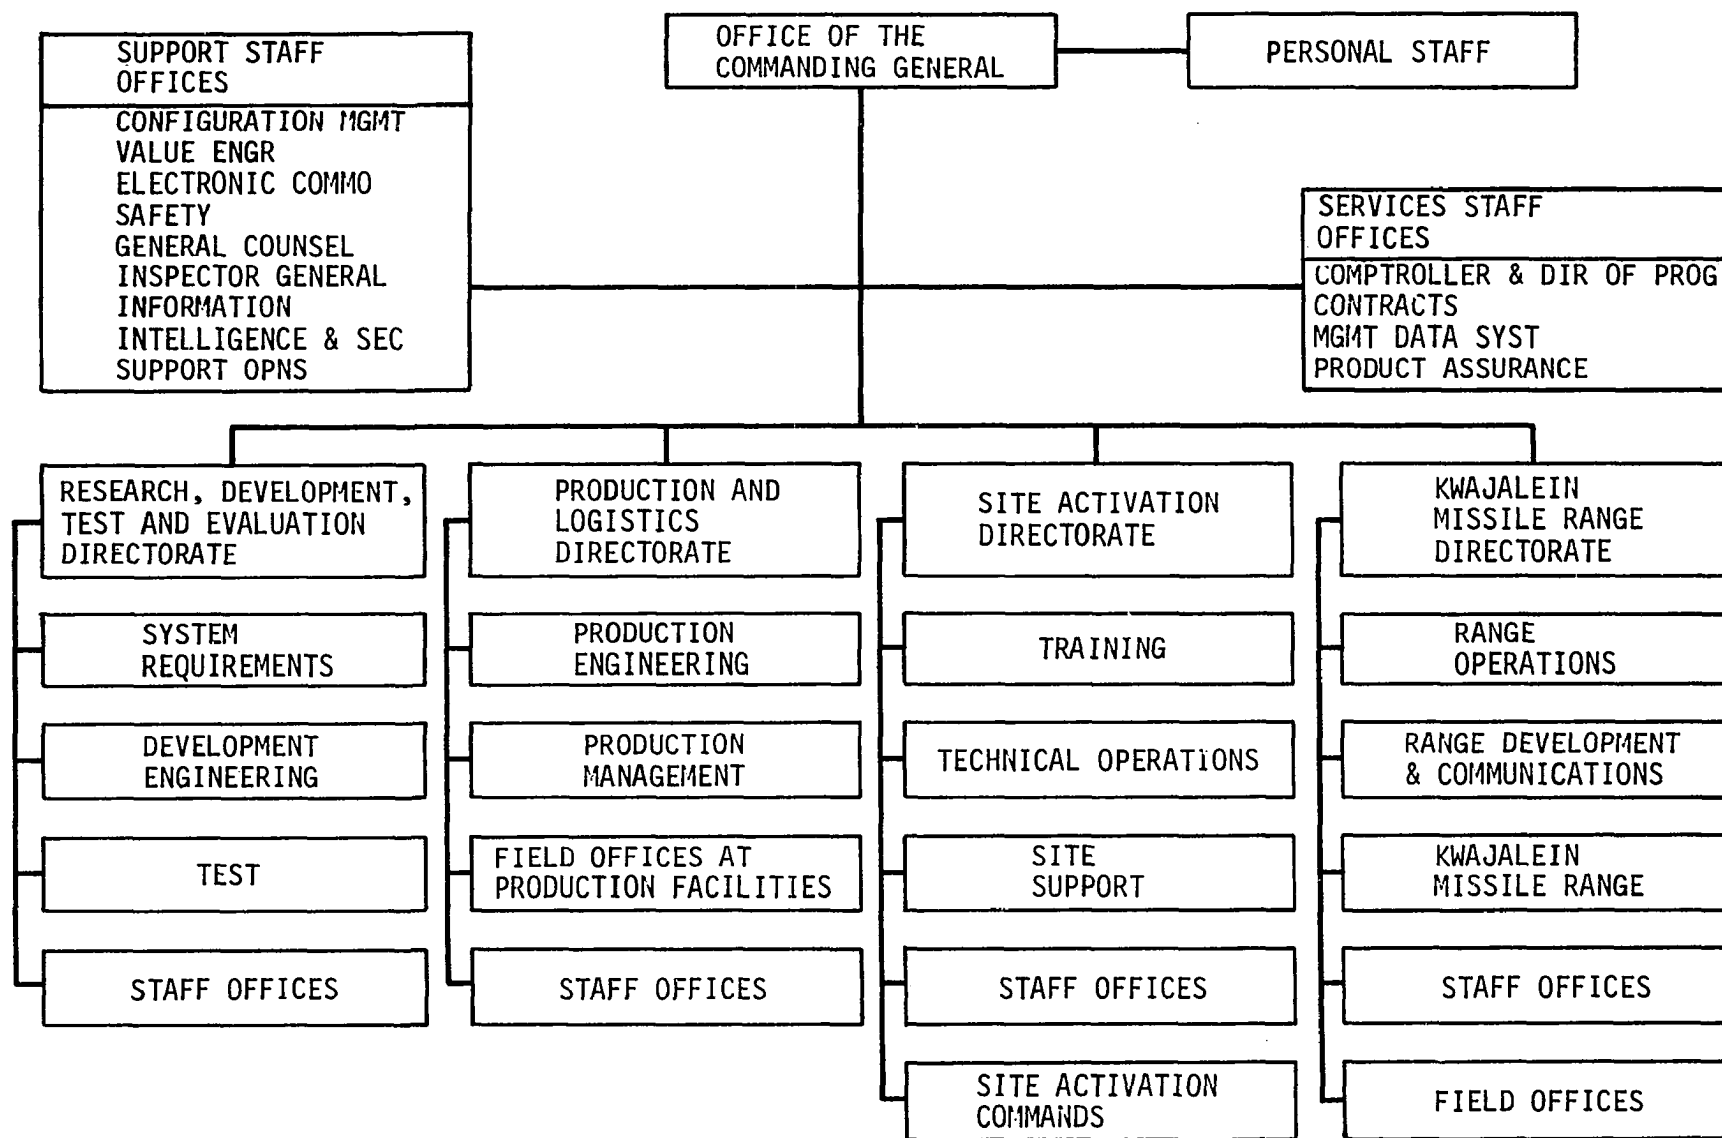 OFFICE OF THE
COMMANDING GENERAL
PERSONAL STAFF
SUPPORT STAFF
OFFICES
CONFIGURATION MGMT
VALUE ENGR
ELECTRONIC COMMO
SAFETY
GENERAL COUNSEL
INSPECTOR GENERAL
INFORMATION
INTELLIGENCE & SEC
SUPPORT OPNS
SERVICES STAFF
OFFICES
COMPTROLLER & DIR OF PROG
CONTRACTS
MGMT DATA SYST
PRODUCT ASSURANCE
RESEARCH, DEVELOPMENT,
TEST AND EVALUATION
DIRECTORATE
SYSTEM
REQUIREMENTS
DEVELOPMENT
ENGINEERING
TEST
STAFF OFFICES
PRODUCTION AND
LOGISTICS
DIRECTORATE
PRODUCTION
ENGINEERING
PRODUCTION
MANAGEMENT
FIELD OFFICES AT
PRODUCTION FACILITIES
STAFF OFFICES
SITE ACTIVATION
DIRECTORATE
TRAINING
TECHNICAL OPERATIONS
SITE
SUPPORT
STAFF OFFICES
SITE ACTIVATION
COMMANDS
KWAJALEIN
MISSILE RANGE
DIRECTORATE
RANGE
OPERATIONS
RANGE DEVELOPMENT
& COMMUNICATIONS
KWAJALEIN
MISSILE RANGE
STAFF OFFICES
FIELD OFFICES